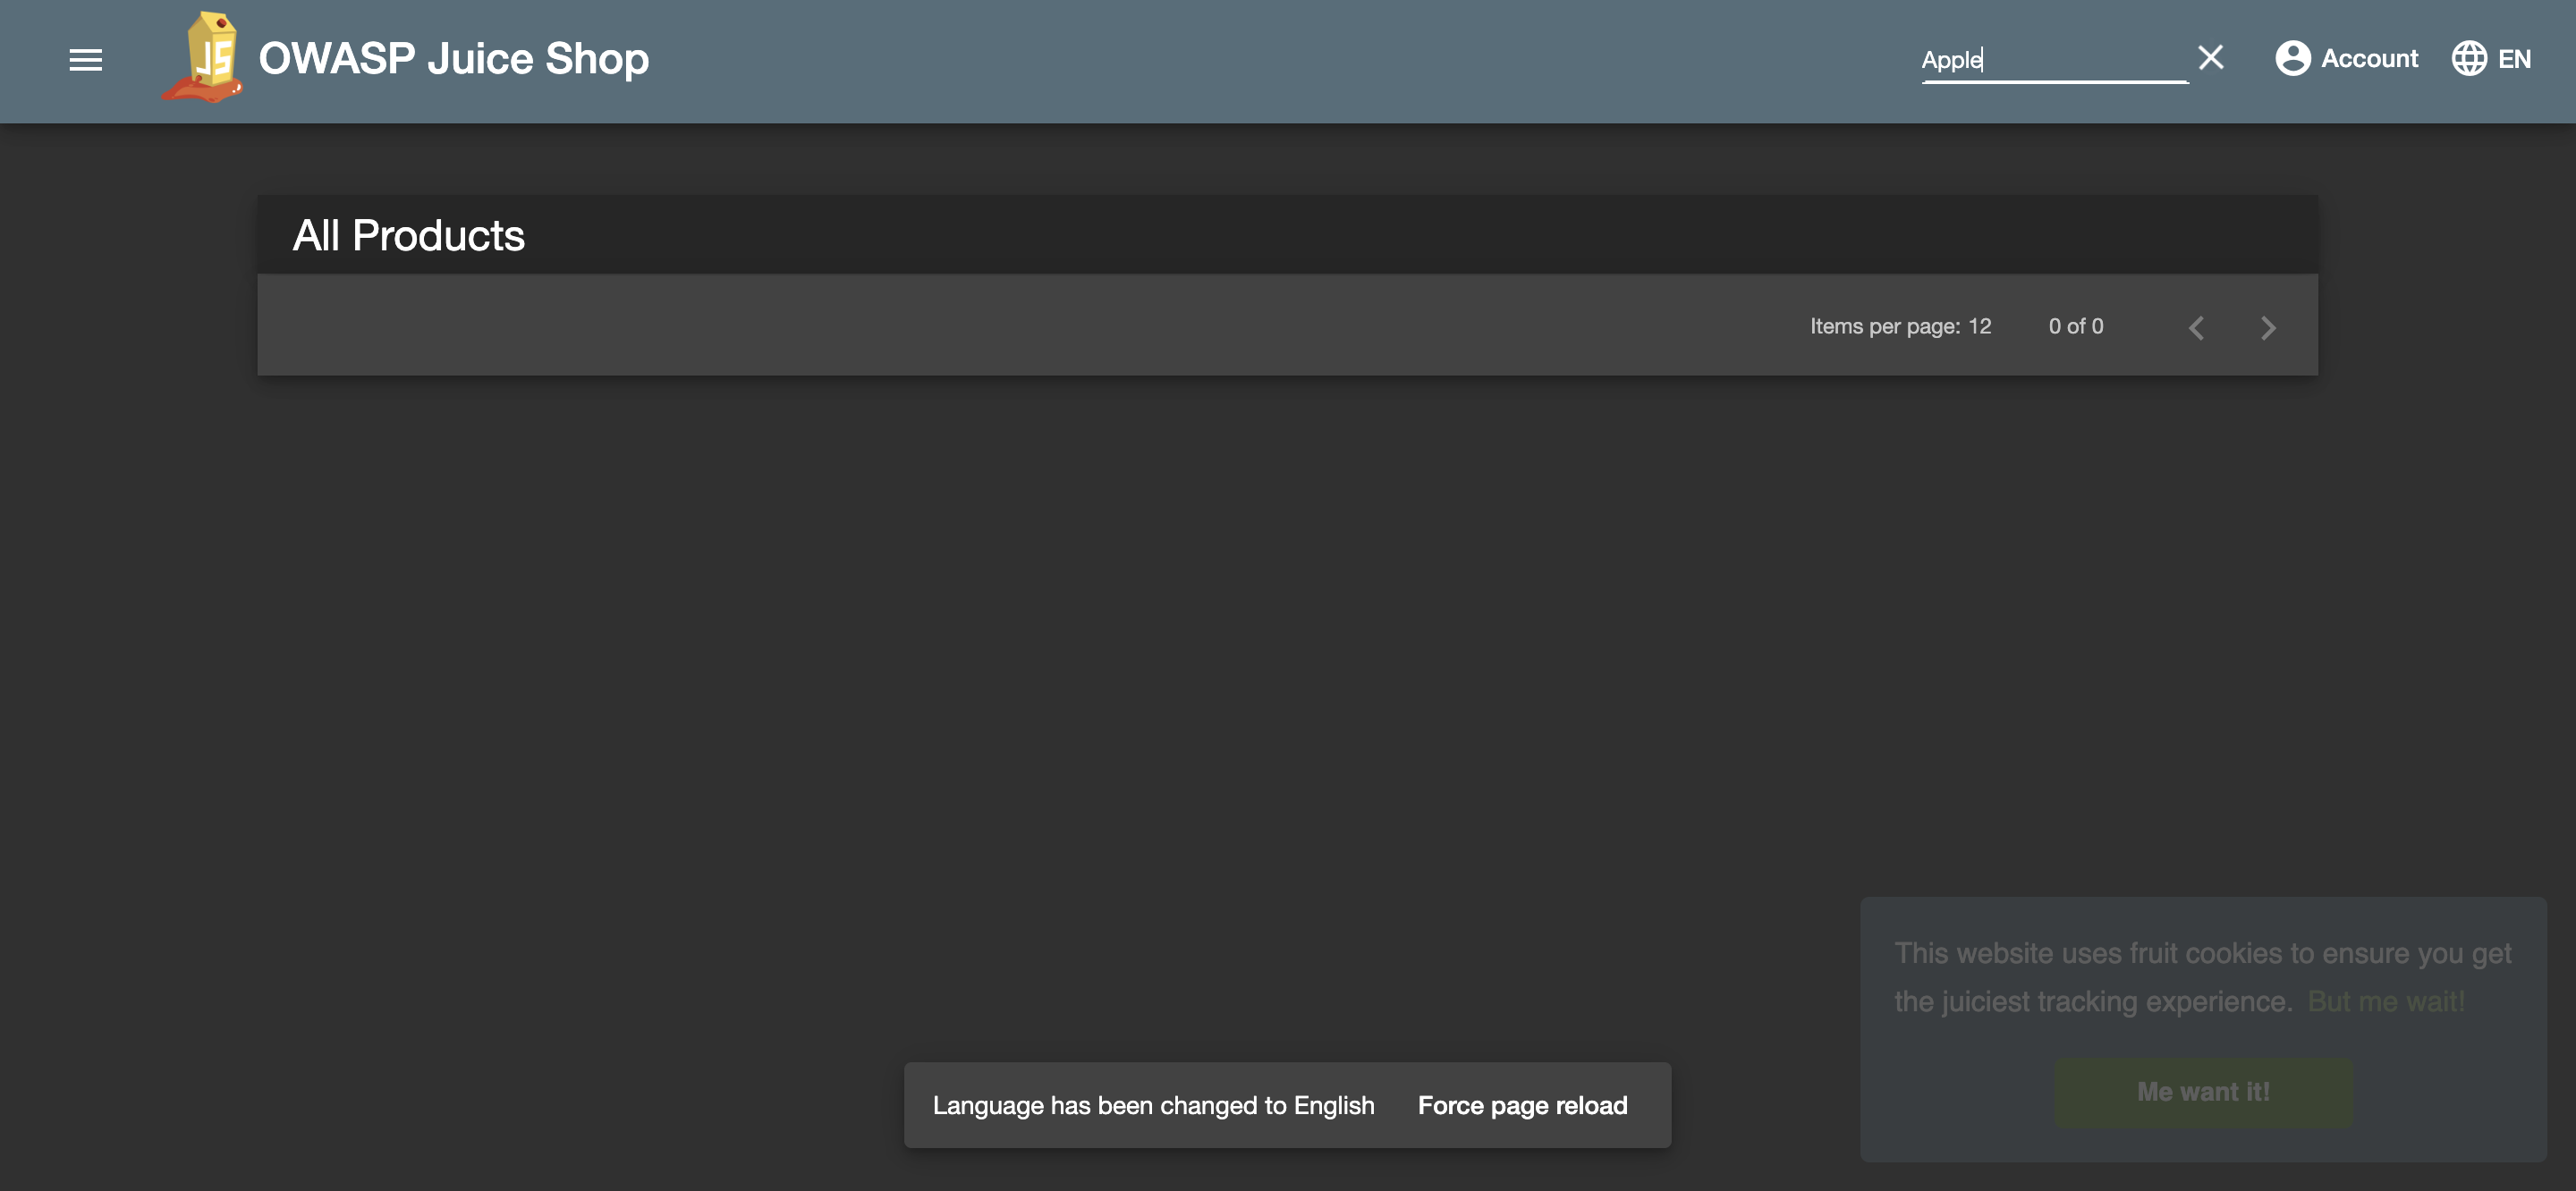 JS
OWASP Juice Shop
Apple
Account
EN
All Products
Items per page: 12
0 of 0
This website uses fruit cookies to ensure you get
the juiciest tracking experience. But me wait!
Me want it!
Language has been changed to English
Force page reload